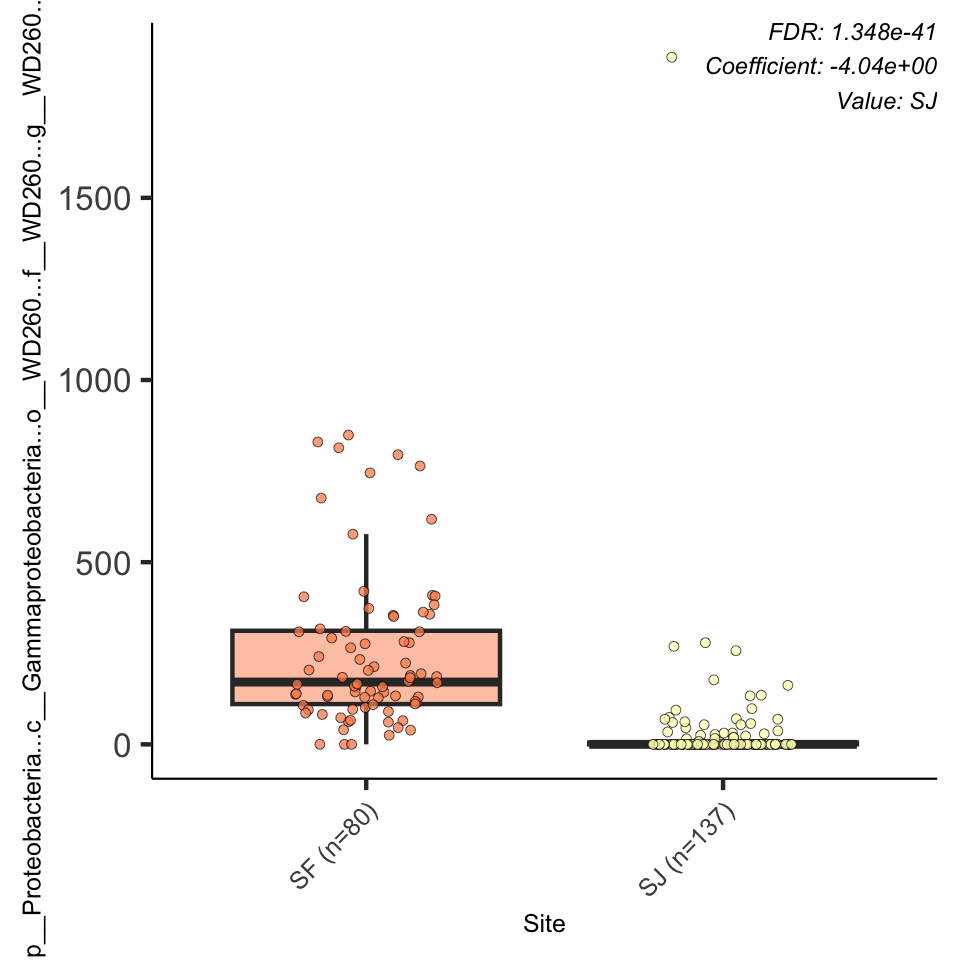 FDR: 1.348e-41
Coefficient: -4.04e+00
Value: SJ
p__Proteobacteria...c__Gammaproteobacteria...o__WD260...f__WD260...g__WD260...
1500
1000
500
0
SF (n=80)
SJ (n=137)
Site